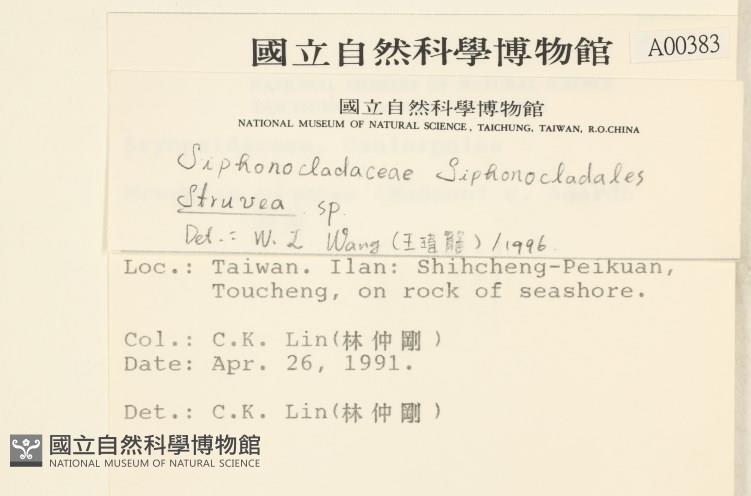 國立自然科學博物館
A00383
國立自然科學博物館
NATIONAL MUSEUM OF NATURAL SCIENCE, TAICHUNG, TAIWAN, R.O.CHINA
Siphonocladaceae Siphonocladales
Struvea sp.
Det.: W. L Wang (王瑋龍) /1996
Loc.: Taiwan. Ilan: Shihcheng-Peikuan,
Toucheng, on rock of seashore.
Col.: C.K. Lin(林仲剛)
Date: Apr. 26, 1991.
Det.: C.K. Lin(林仲剛)
國立自然科學博物館
NATIONAL MUSEUM OF NATURAL SCIENCE